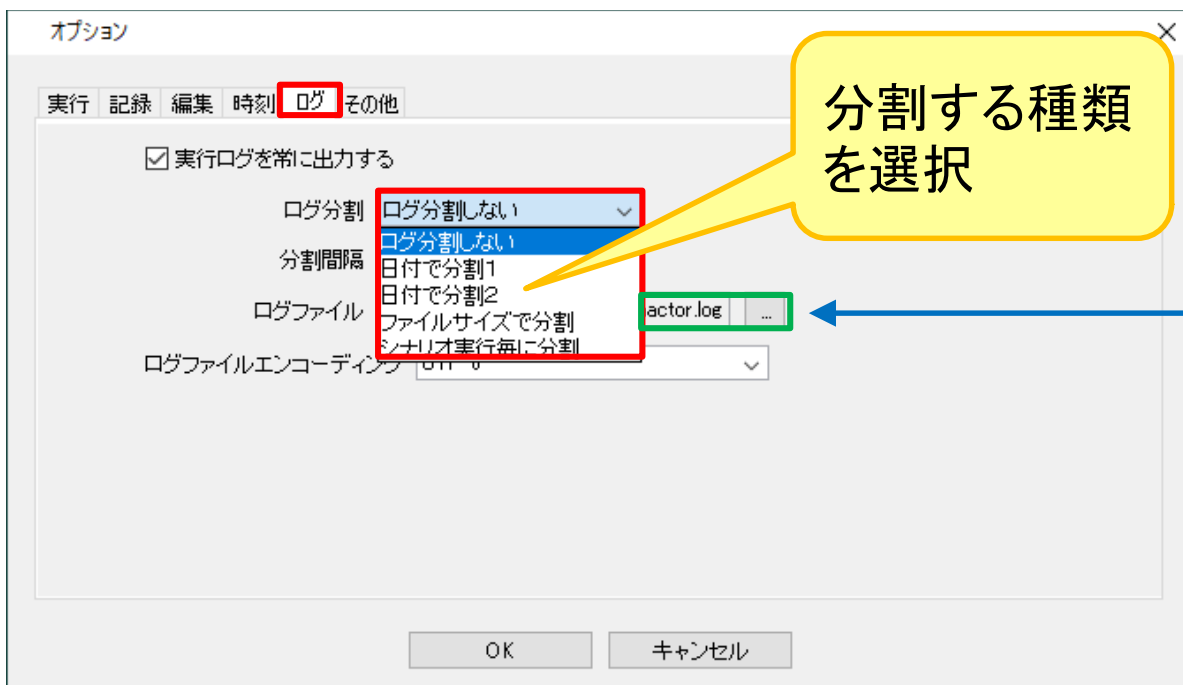 オプション
実行 記録 編集 時刻 ログ その他
分割する種類
を選択
実行ログを常に出力する
ログ分割 ログ分割しない
ログ分割しない
分割間隔
日付で分割1
日付で分割2
ログファイル
ファイルサイズで分割
actor.log ...
シナリオ実行毎に分割
ログファイルエンコーディング
OK キャンセル